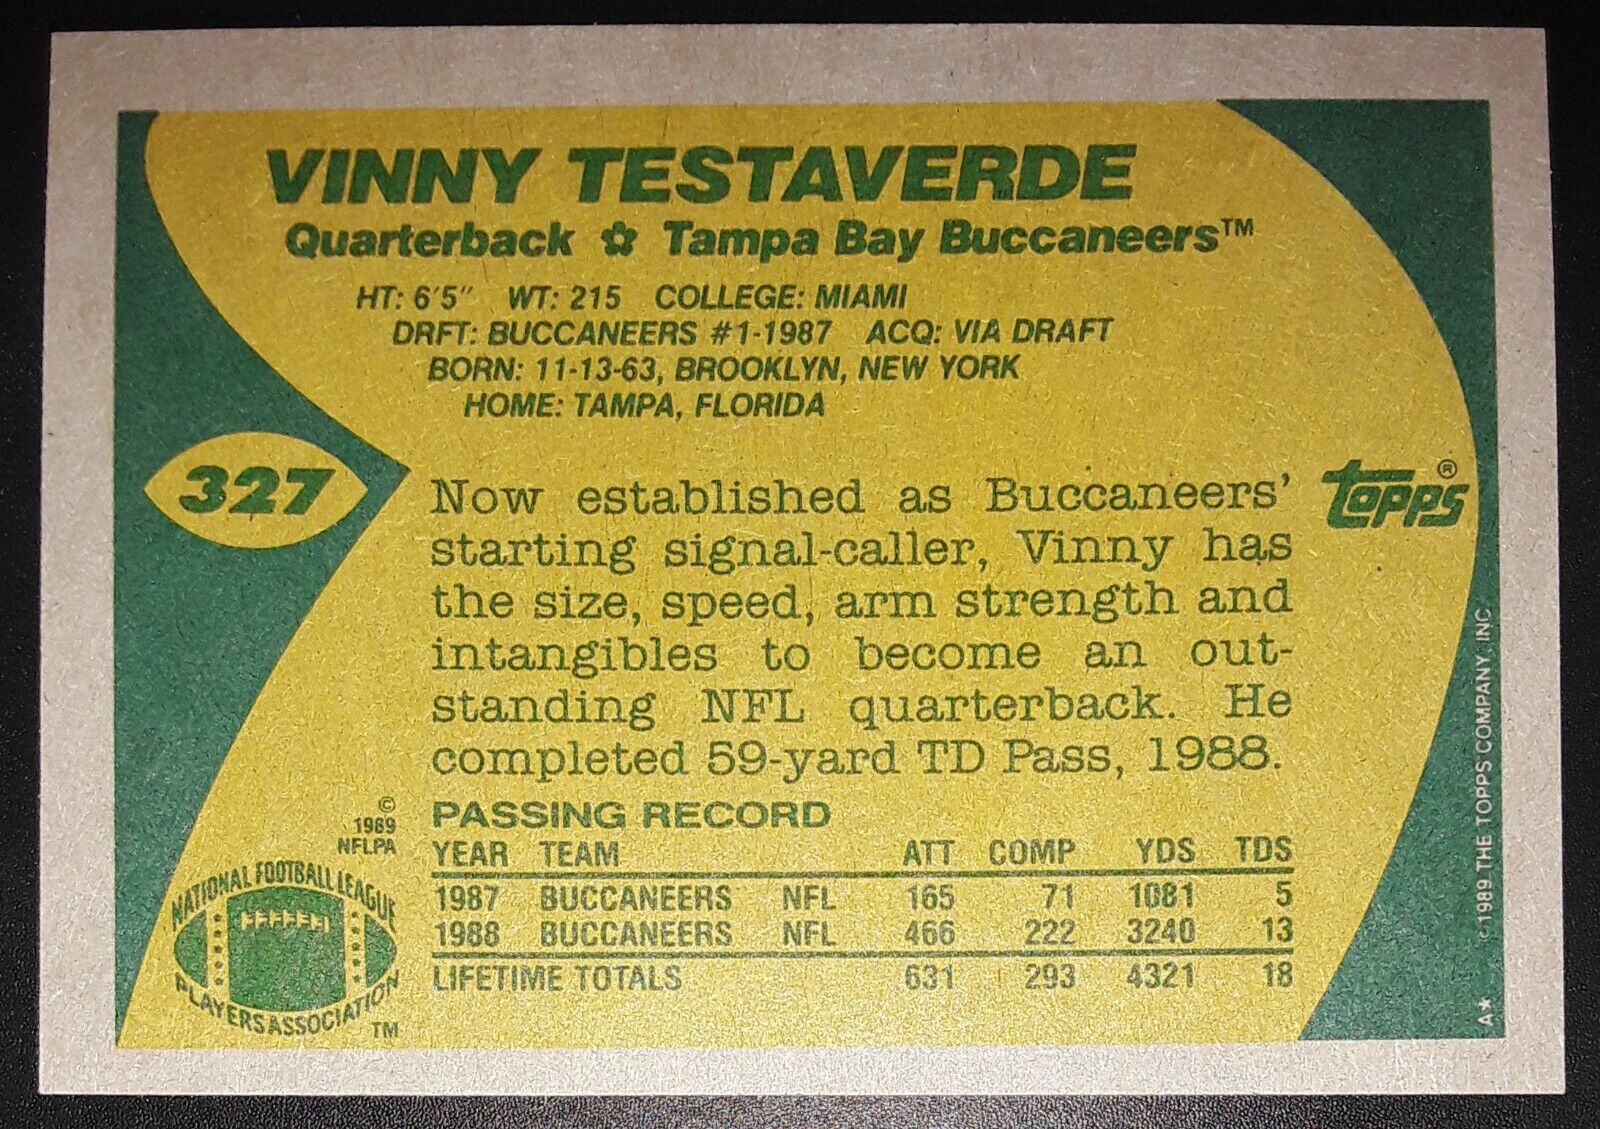 VINNY TESTAVERDE
Quarterback ✿ Tampa Bay Buccaneers™
HT: 6'5" WT: 215 COLLEGE: MIAMI
DRFT: BUCCANEERS #1-1987 ACQ: VIA DRAFT
BORN: 11-13-63, BROOKLYN, NEW YORK
HOME: TAMPA, FLORIDA
327
topps®
Now established as Buccaneers'
starting signal-caller, Vinny has
the size, speed, arm strength and
intangibles to become an out-
standing NFL quarterback. He
completed 59-yard TD Pass, 1988.
PASSING RECORD
YEAR TEAM ATT COMP YDS TDS
1987 BUCCANEERS NFL 165 71 1081 5
1988 BUCCANEERS NFL 466 222 3240 13
LIFETIME TOTALS 631 293 4321 18
©
1989
NFLPA
NATIONAL FOOTBALL LEAGUE
PLAYERS ASSOCIATION
TM
©1989 THE TOPPS COMPANY, INC
A*